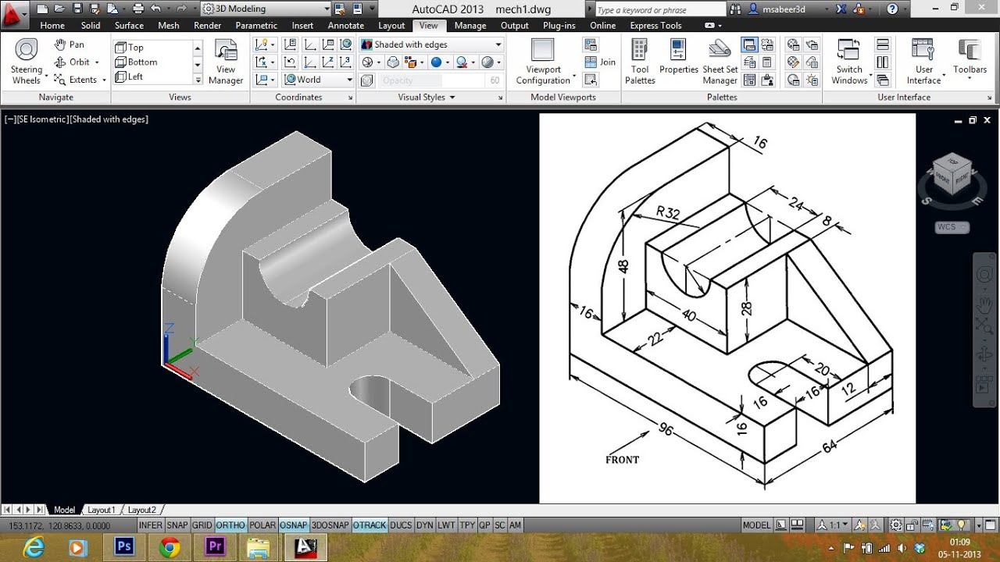 3D Modeling
AutoCAD 2013 mech1.dwg
Type a keyword or phrase
msabeer3d
Home Solid Surface Mesh Render Parametric Insert Annotate Layout View Manage Output Plug-ins Online Express Tools
Steering Wheels
Pan
Orbit
Extents
Navigate
Top
Bottom
Left
View Manager
Views
World
Coordinates
Shaded with edges
Opacity 60
Visual Styles
Viewport Configuration
Join
Model Viewports
Tool Palettes
Properties
Sheet Set Manager
Palettes
Switch Windows
User Interface
Toolbars
User Interface
[−][SE Isometric][Shaded with edges]
Z
Y
X
16
R32
24
8
48
16
40
28
22
20
16
16
12
16
96
64
FRONT
TOP
FRONT
RIGHT
W
N
S
E
WCS
Model Layout1 Layout2
153.1172, 120.8633, 0.0000
INFER SNAP GRID ORTHO POLAR OSNAP 3DOSNAP OTRACK DUCS DYN LWT TPY QP SC AM
MODEL
1:1
Ps
Pr
01:09
05-11-2013